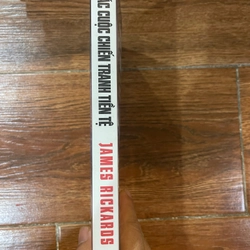 CUỘC CHIẾN TRANH TIỀN TỆ
JAMES RICKARDS